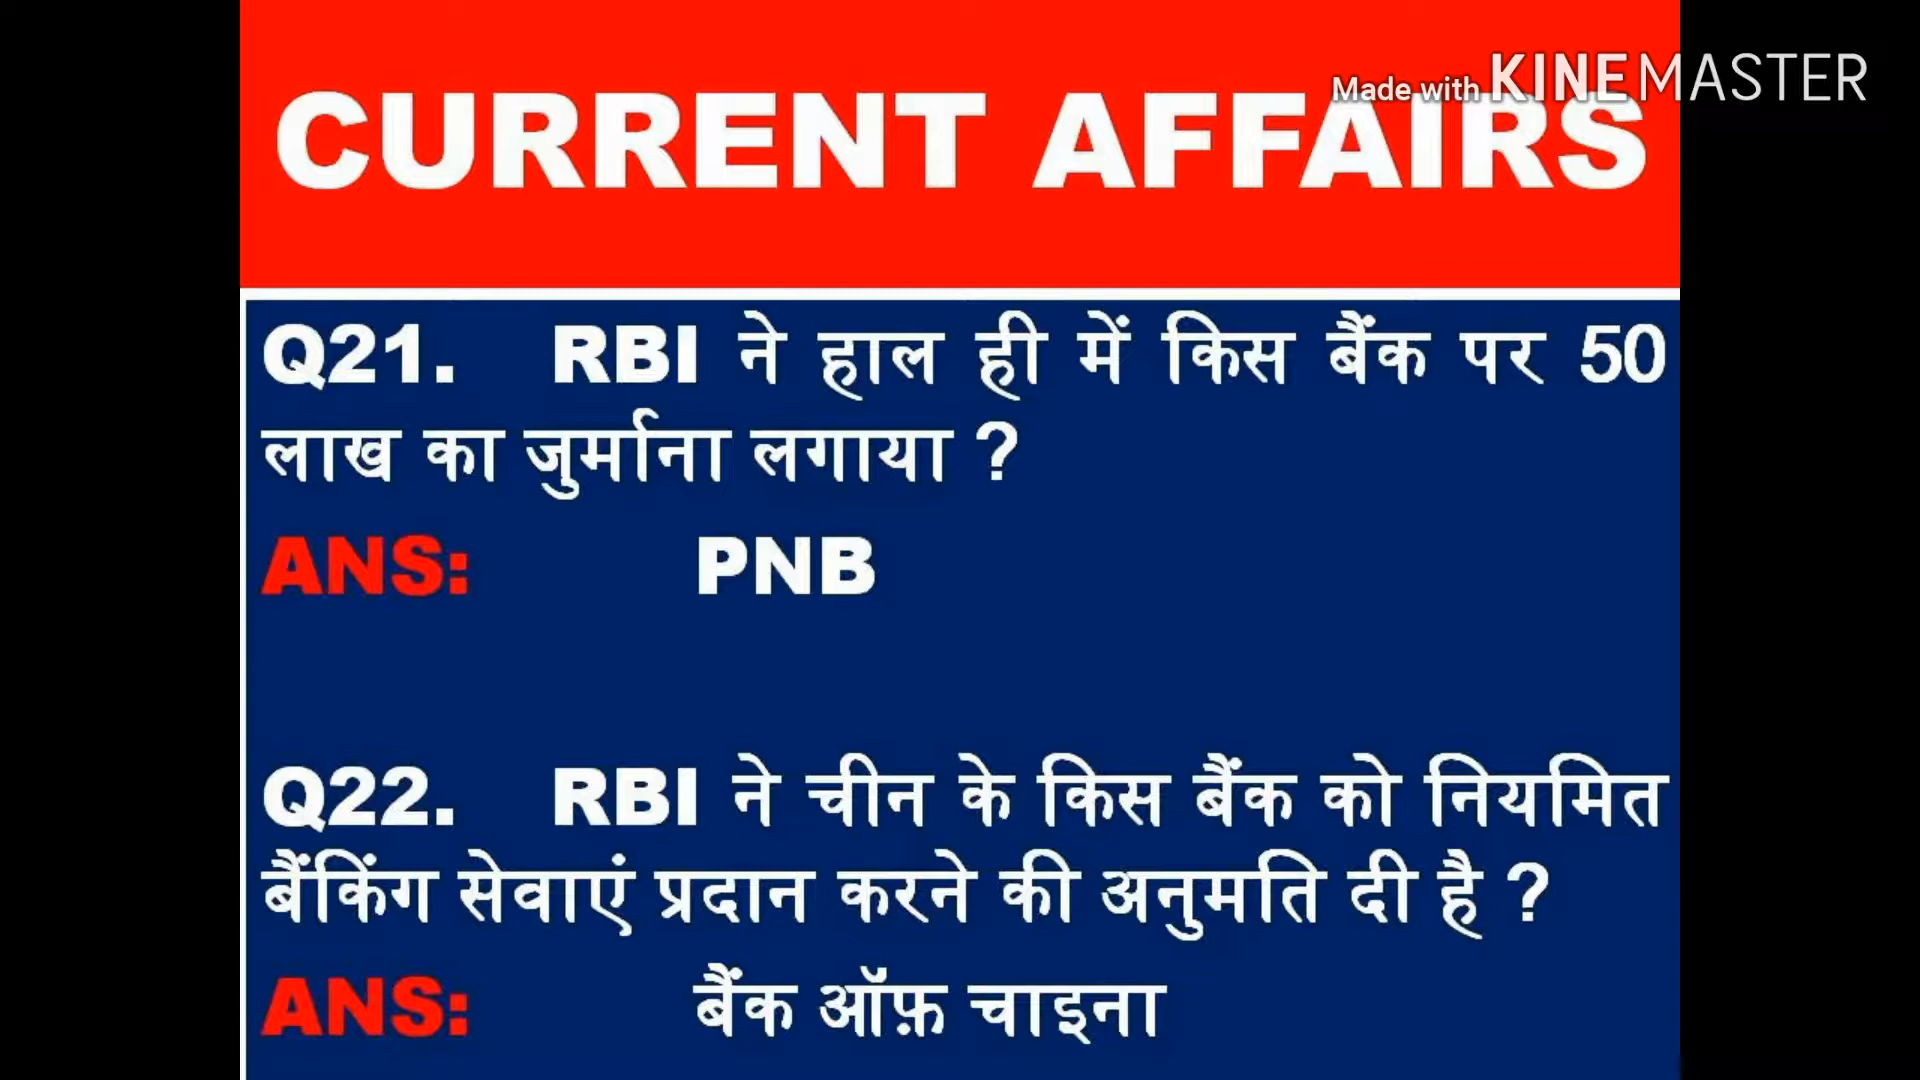 Made with KINEMASTER
CURRENT AFFAIRS
Q21. RBI ने हाल ही में किस बैंक पर 50
लाख का जुर्माना लगाया ?
ANS: PNB
Q22. RBI ने चीन के किस बैंक को नियमित
बैंकिंग सेवाएं प्रदान करने की अनुमति दी है ?
ANS: बैंक ऑफ़ चाइना